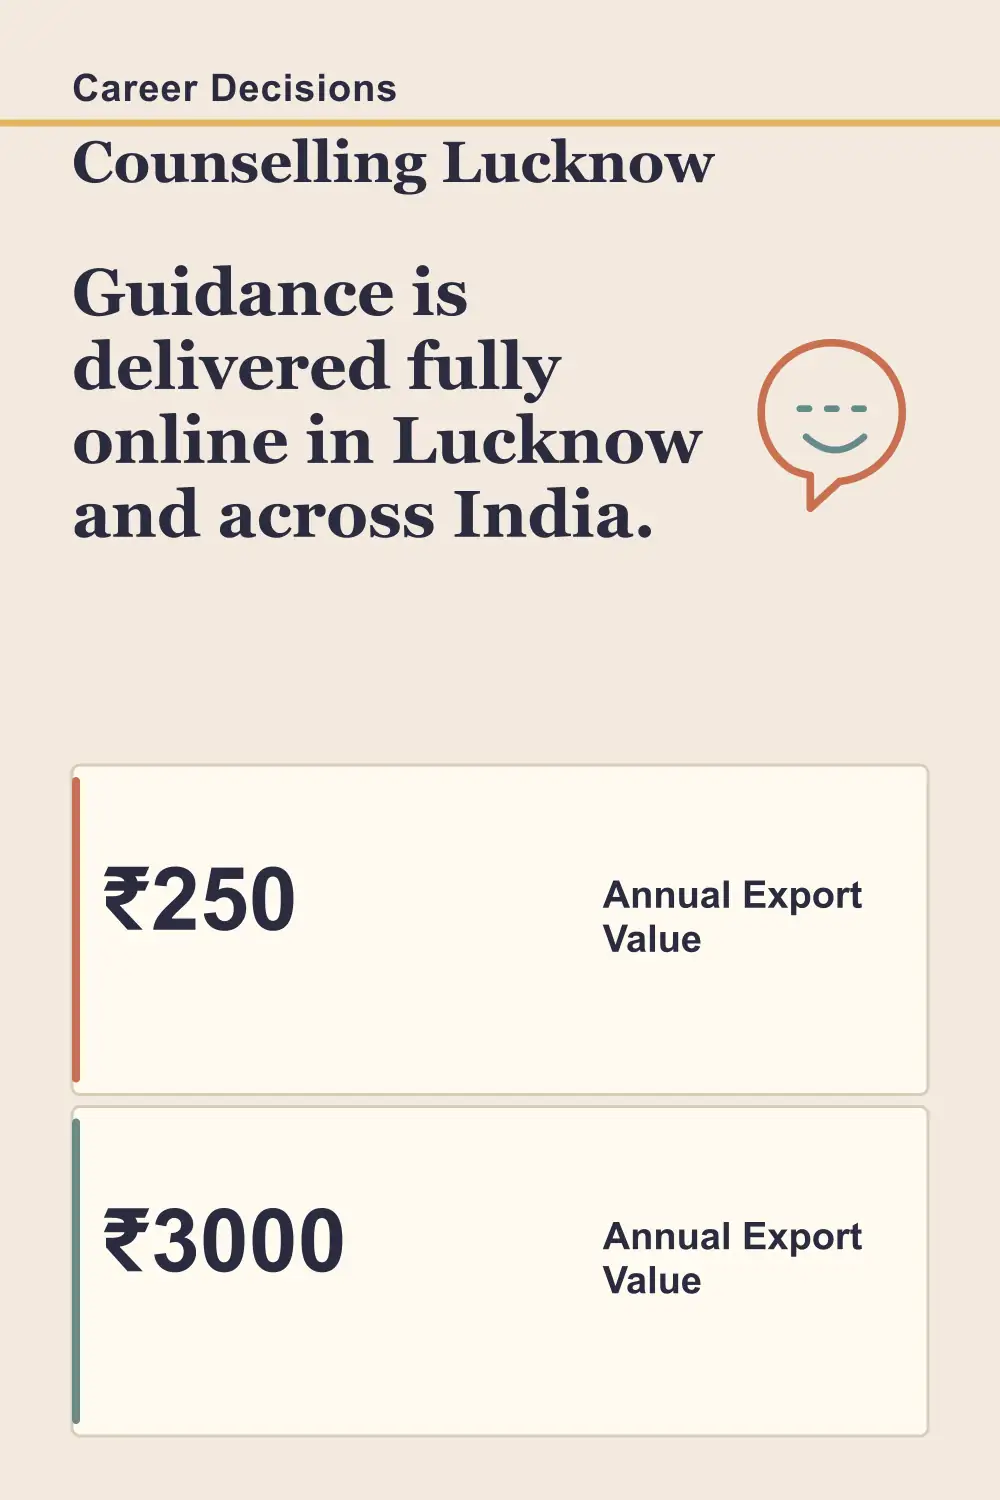 Career Decisions
Counselling Lucknow
Guidance is
delivered fully
online in Lucknow
and across India.
₹250
Annual Export
Value
₹3000
Annual Export
Value